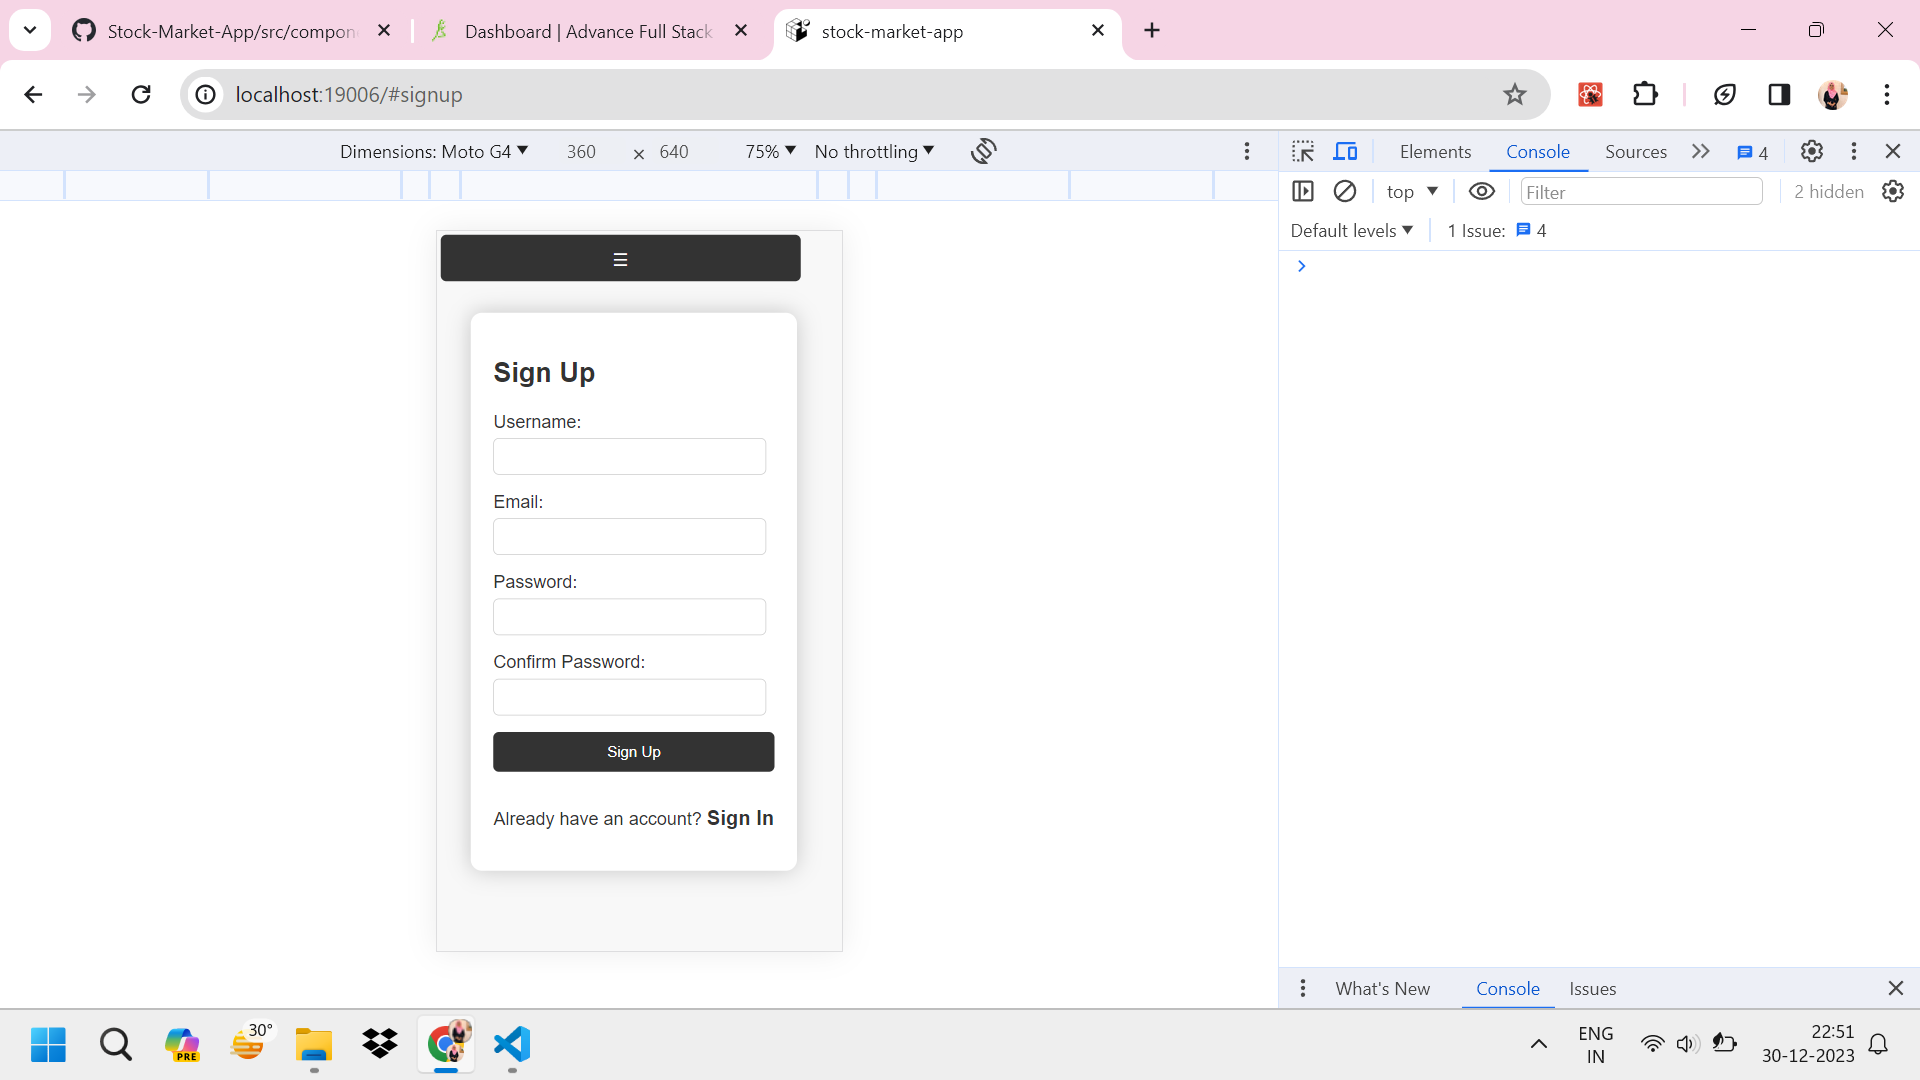 Stock-Market-App/src/compon
Dashboard | Advance Full Stack
stock-market-app
localhost:19006/#signup
Dimensions: Moto G4 360 × 640 75% No throttling
Elements Console Sources 4
top Filter 2 hidden
Default levels 1 Issue: 4
Sign Up
Username:
Email:
Password:
Confirm Password:
Sign Up
Already have an account? Sign In
What's New Console Issues
PRE
30°
ENG
IN
22:51
30-12-2023